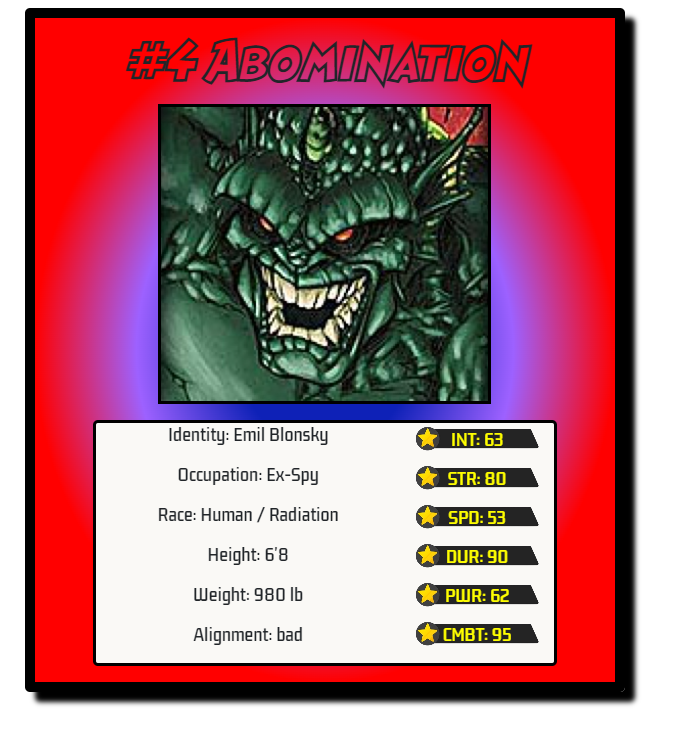 #4 Abomination
Identity: Emil Blonsky
Occupation: Ex-Spy
Race: Human / Radiation
Height: 6'8
Weight: 980 lb
Alignment: bad
INT: 63
STR: 80
SPD: 53
DUR: 90
PWR: 62
CMBT: 95